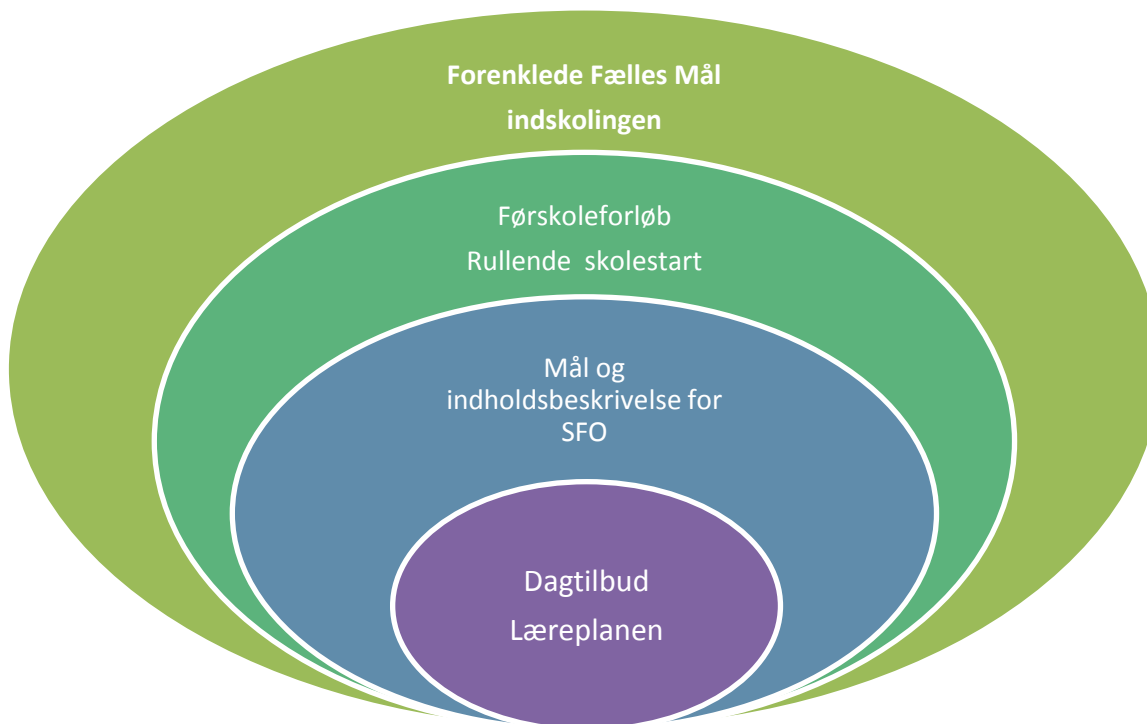 Forenklede Fælles Mål
indskolingen
Førskoleforløb
Rullende skolestart
Mål og
indholdsbeskrivelse for
SFO
Dagtilbud
Læreplanen